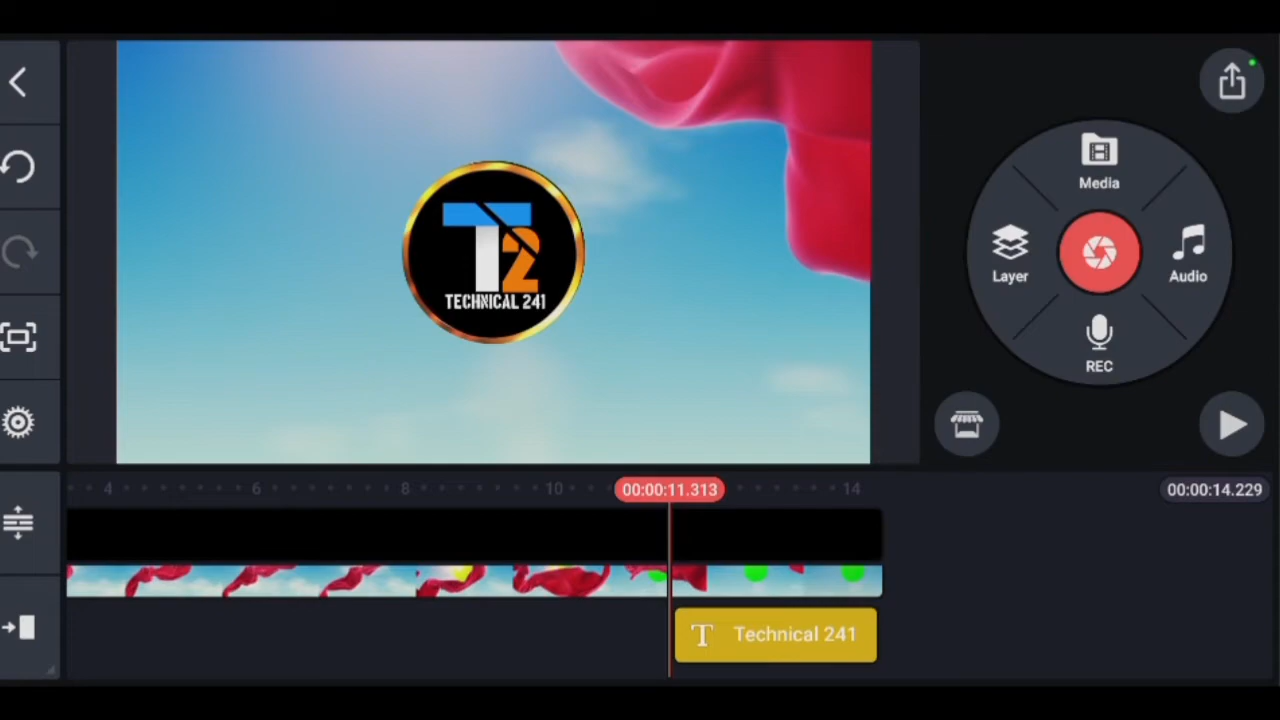 Media
Layer
Audio
REC
T2
TECHNICAL 241
4
6
8
10
00:00:11.313
14
00:00:14.229
T Technical 241